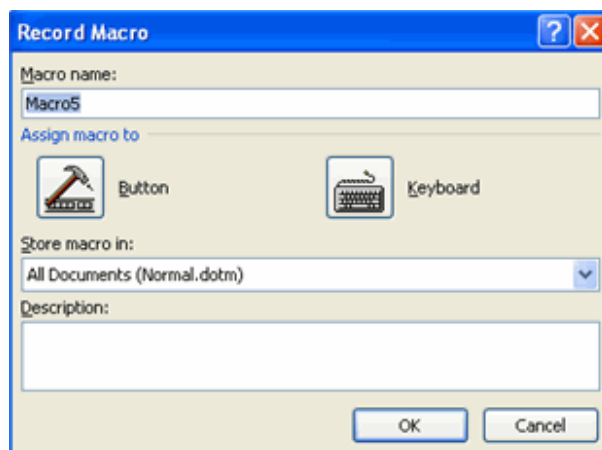 Record Macro
Macro name:
Macro5
Assign macro to
Button
Keyboard
Store macro in:
All Documents (Normal.dotm)
Description:
OK
Cancel